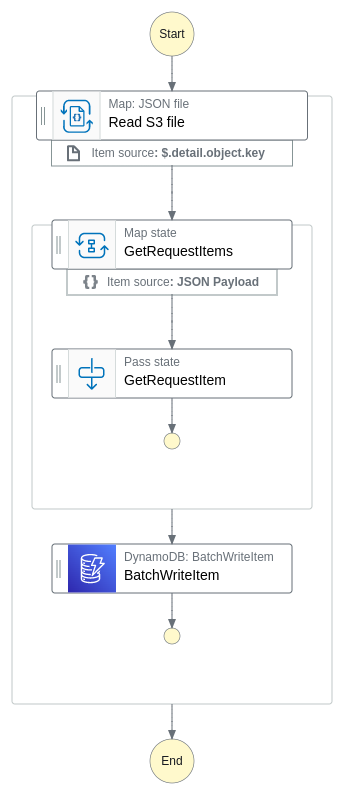 Start
Map: JSON file
Read S3 file
Item source: $.detail.object.key
Map state
GetRequestItems
Item source: JSON Payload
Pass state
GetRequestItem
DynamoDB: BatchWriteItem
BatchWriteItem
End